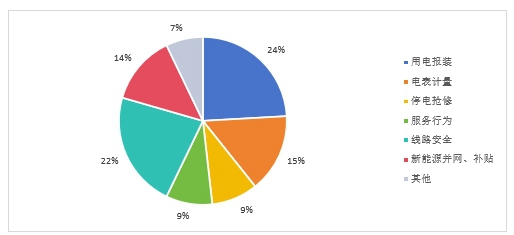 7%
24%
14%
15%
22%
9%
9%
用电报装
电表计量
停电抢修
服务行为
线路安全
新能源并网、补贴
其他